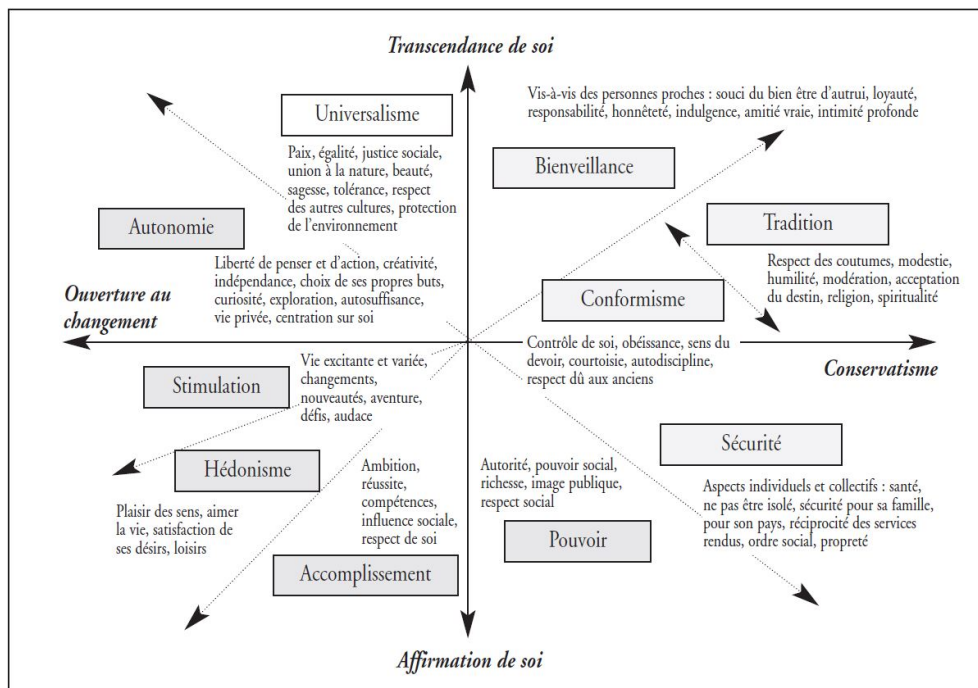 Transcendance de soi
Universalisme
Paix, égalité, justice sociale,
union à la nature, beauté,
sagesse, tolérance, respect
des autres cultures, protection
de l'environnement
Vis-à-vis des personnes proches : souci du bien être d'autrui, loyauté,
responsabilité, honnêteté, indulgence, amitié vraie, intimité profonde
Bienveillance
Autonomie
Liberté de penser et d'action, créativité,
indépendance, choix de ses propres buts,
curiosité, exploration, autosuffisance,
vie privée, centration sur soi
Tradition
Respect des coutumes, modestie,
humilité, modération, acceptation
du destin, religion, spiritualité
Conformisme
Contrôle de soi, obéissance, sens du
devoir, courtoisie, autodiscipline,
respect dû aux anciens
Ouverture au
changement
Conservatisme
Stimulation
Vie excitante et variée,
changements,
nouveautés, aventure,
défis, audace
Hédonisme
Plaisir des sens, aimer
la vie, satisfaction de
ses désirs, loisirs
Ambition,
réussite,
compétences,
influence sociale,
respect de soi
Accomplissement
Autorité, pouvoir social,
richesse, image publique,
respect social
Pouvoir
Sécurité
Aspects individuels et collectifs : santé,
ne pas être isolé, sécurité pour sa famille,
pour son pays, réciprocité des services
rendus, ordre social, propreté
Affirmation de soi